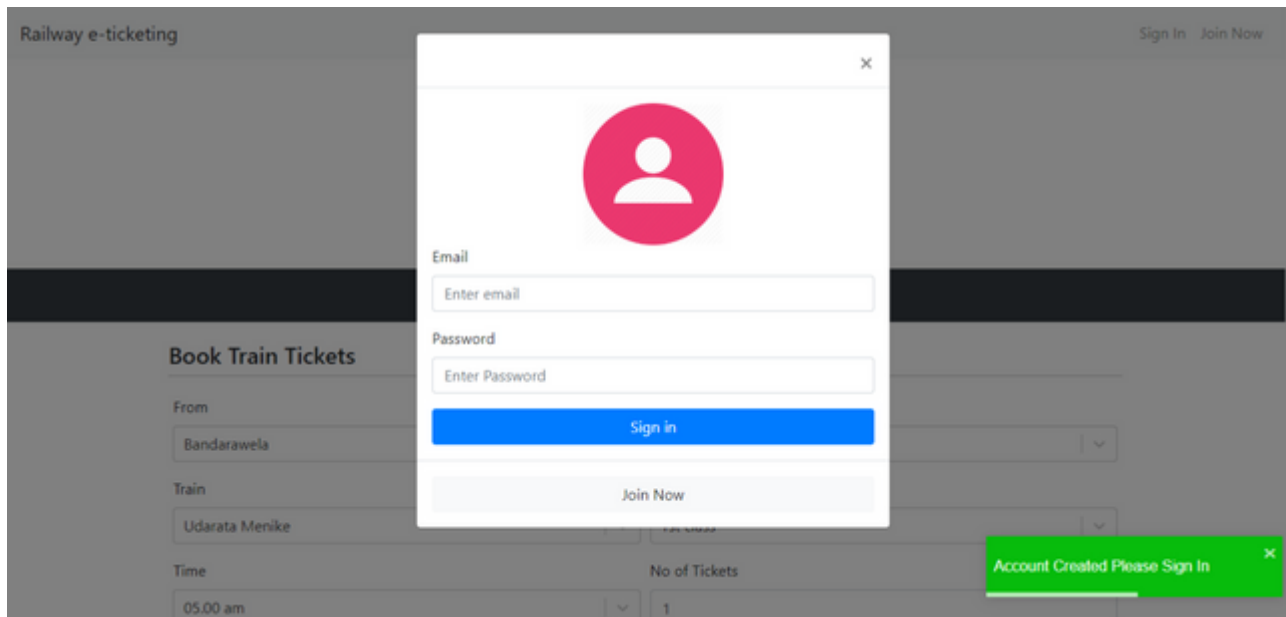 Railway e-ticketing
Sign In Join Now
×
Email
Enter email
Password
Enter Password
Sign in
Join Now
Book Train Tickets
From
Bandarawela
Train
Udarata Menike
Time
No of Tickets
05.00 am
1
Account Created Please Sign In
×